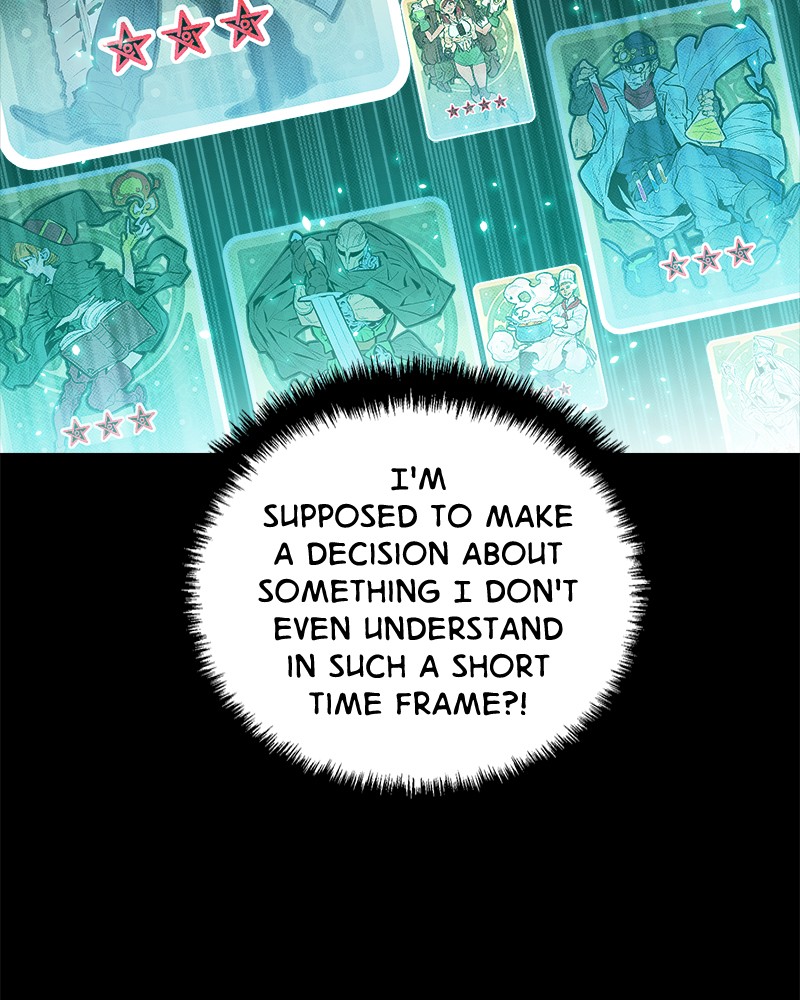 I'M
SUPPOSED TO MAKE
A DECISION ABOUT
SOMETHING I DON'T
EVEN UNDERSTAND
IN SUCH A SHORT
TIME FRAME?!